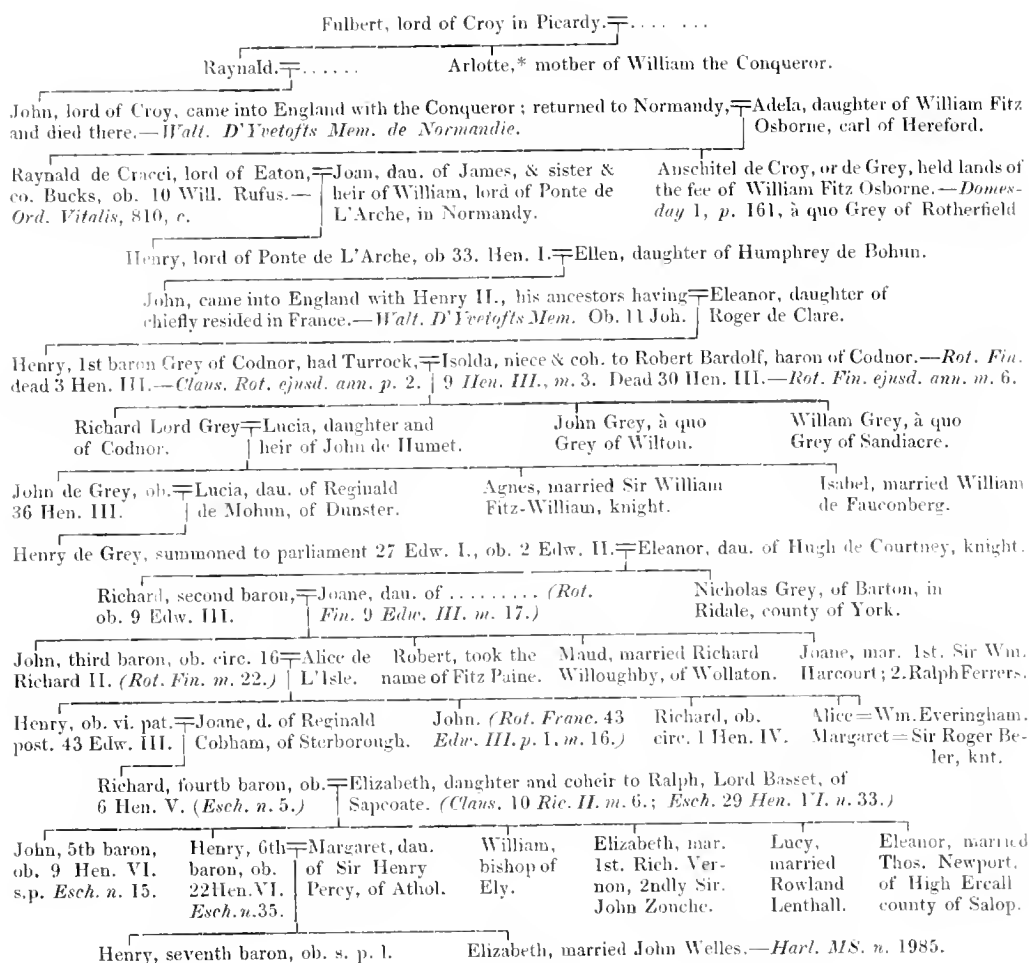 Fulbert, lord of Croy in Picardy.═. . . . . . . .
Raynald.═. . . . . . Arlotte,* mother of William the Conqueror.
John, lord of Croy, came into England with the Conqueror; returned to Normandy,═Adela, daughter of William Fitz
and died there.—Walt. D'Yvetofts Mem. de Normandie. Osborne, earl of Hereford.
Raynald de Cracci, lord of Eaton,═Joan, dau. of James, & sister & Anschitel de Croy, or de Grey, held lands of
co. Bucks, ob. 10 Will. Rufus.— heir of William, lord of Ponte de the fee of William Fitz Osborne.—Domes-
Ord. Vitalis, 810, c. L'Arche, in Normandy. day 1, p. 161, à quo Grey of Rotherfield
Henry, lord of Ponte de L'Arche, ob 33. Hen. I.═Ellen, daughter of Humphrey de Bohun.
John, came into England with Henry II., his ancestors having═Eleanor, daughter of
chiefly resided in France.—Walt. D'Yvetofts Mem. Ob. 11 Joh. Roger de Clare.
Henry, 1st baron Grey of Codnor, had Turrock,═Isolda, niece & coh. to Robert Bardolf, baron of Codnor.—Rot. Fin.
dead 3 Hen. III.—Claus. Rot. ejusd. ann. p. 2. 9 Hen. III., m. 3. Dead 30 Hen. III.—Rot. Fin. ejusd. ann. m. 6.
Richard Lord Grey═Lucia, daughter and John Grey, à quo Willam Grey, à quo
of Codnor. heir of John de Humet. Grey of Wilton. Grey of Sandiacre.
John de Grey, ob.═Lucia, dau. of Reginald Agnes, married Sir William Isabel, married William
36 Hen. III. de Mohun, of Dunster. Fitz-William, knight. de Fauconberg.
Henry de Grey, summoned to parliament 27 Edw. I., ob. 2 Edw. II.═Eleanor, dau. of Hugh de Courtney, knight.
Richard, second baron,═Joane, dau. of ......... (Rot. Nicholas Grey, of Barton, in
ob. 9 Edw. III. Fin. 9 Edw. III. m. 17.) Ridale, county of York.
John, third baron, ob. circ. 16═Alice de Robert, took the Maud, married Richard Joane, mar. 1st. Sir Wm.
Richard II. (Rot. Fin. m. 22.) L'Isle. name of Fitz Paine. Willoughby, of Wollaton. Harcourt; 2. Ralph Ferrers.
Henry, ob. vi. pat.═Joane, d. of Reginald John. (Rot. Franc. 43 Richard, ob. Alice═Wm. Everingham.
post. 43 Edw. III. Cobham, of Sterborough. Edw. III. p. 1. m. 16.) circ. 1 Hen. IV. Margaret═Sir Roger Be-
ler, knt.
Richard, fourtb baron, ob.═Elizabeth, daughter and coheir to Ralph, Lord Basset, of
6 Hen. V. (Esch. n. 5.) Sapcoate. (Claus. 10 Ric. II. m. 6.; Esch. 29 Hen. VI. n. 33.)
John, 5tb baron, Henry, 6th═Margaret, dau. William, Elizabeth, mar. Lucy, Eleanor, married
ob. 9 Hen. VI. baron, ob. of Sir Henry bishop of 1st. Rich. Ver- married Thos. Newport,
s.p. Esch. n. 15. 22 Hen. VI. Percy, of Athol. Ely. non, 2ndly Sir. Rowland of High Ercall
Esch. n. 35. John Zouche. Lenthall. county of Salop.
Henry, seventh baron, ob. s. p. l. Elizabeth, married John Welles.—Harl. MS. n. 1985.